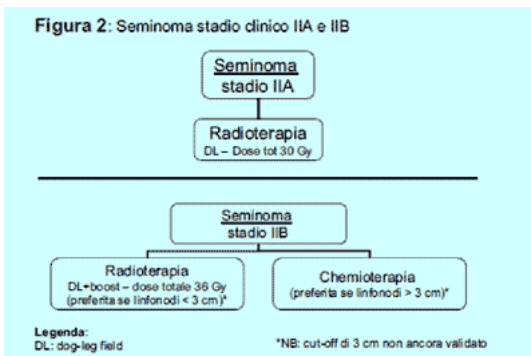 Figura 2: Seminoma stadio clinico IIA e IIB
Seminoma
stadio IIA
Radioterapia
DL – Dose tot 30 Gy
Seminoma
stadio IIB
Radioterapia
DL+boost – dose totale 36 Gy
(preferita se linfonodi < 3 cm)*
Chemioterapia
(preferita se linfonodi > 3 cm)*
Legenda:
DL: dog-leg field
*NB: cut-off di 3 cm non ancora validato